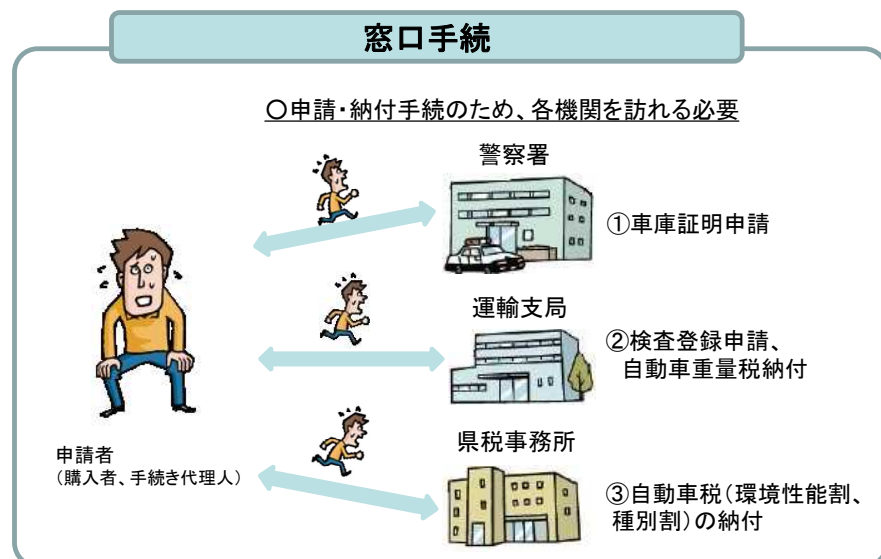 窓口手続
○申請・納付手続のため、各機関を訪れる必要
警察署
①車庫証明申請
運輸支局
②検査登録申請、
自動車重量税納付
県税事務所
申請者
（購入者、手続き代理人）
③自動車税（環境性能割、
種別割）の納付